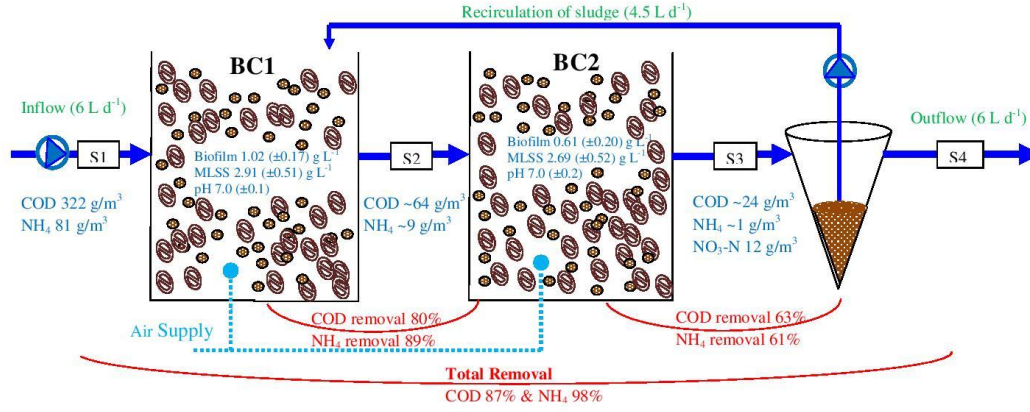 Recirculation of sludge (4.5 L d⁻¹)
BC1
BC2
Inflow (6 L d⁻¹)
Outflow (6 L d⁻¹)
S1
S2
S3
S4
Biofilm 1.02 (±0.17) g L⁻¹
MLSS 2.91 (±0.51) g L⁻¹
pH 7.0 (±0.1)
Biofilm 0.61 (±0.20) g L⁻¹
MLSS 2.69 (±0.52) g L⁻¹
pH 7.0 (±0.2)
COD 322 g/m³
NH₄ 81 g/m³
COD ~64 g/m³
NH₄ ~9 g/m³
COD ~24 g/m³
NH₄ ~1 g/m³
NO₃-N 12 g/m³
Air Supply
COD removal 80%
NH₄ removal 89%
COD removal 63%
NH₄ removal 61%
Total Removal
COD 87% & NH₄ 98%